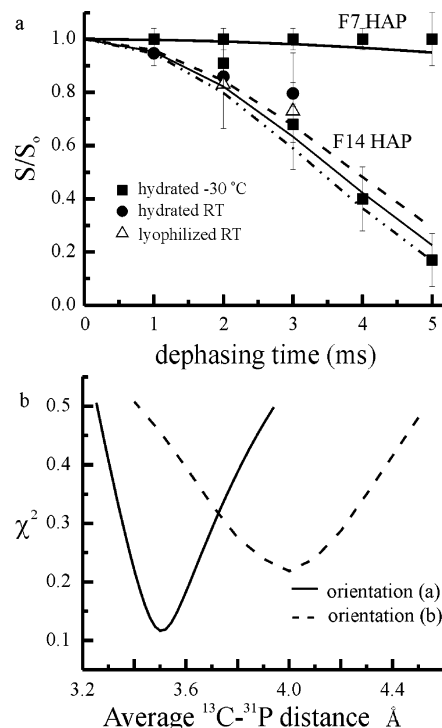 a
F7 HAP
1.0
0.8
0.6
0.4
0.2
0.0
S/So
F14 HAP
hydrated -30 °C
hydrated RT
lyophilized RT
0 1 2 3 4 5
dephasing time (ms)
b
0.5
0.4
0.3
0.2
0.1
χ²
orientation (a)
orientation (b)
3.2 3.6 4.0 4.4
Average ¹³C-³¹P distance Å